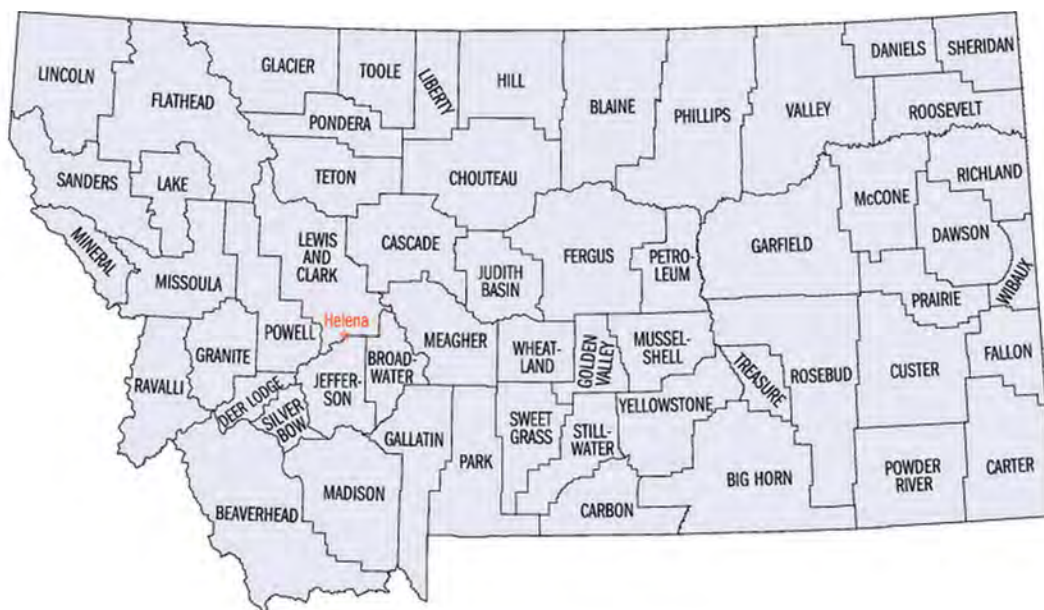 LINCOLN
FLATHEAD
GLACIER
TOOLE
LIBERTY
HILL
BLAINE
PHILLIPS
VALLEY
DANIELS
SHERIDAN
ROOSEVELT
PONDERA
TETON
CHOUTEAU
SANDERS
LAKE
McCONE
RICHLAND
MINERAL
MISSOULA
LEWIS
AND
CLARK
CASCADE
JUDITH
BASIN
FERGUS
PETRO-
LEUM
GARFIELD
DAWSON
WIBAUX
PRAIRIE
Helena
POWELL
GRANITE
RAVALLI
MEAGHER
BROAD-
WATER
WHEAT-
LAND
GOLDEN
VALLEY
MUSSEL-
SHELL
TREASURE
ROSEBUD
CUSTER
FALLON
DEER LODGE
SILVER
BOW
JEFFER-
SON
GALLATIN
PARK
SWEET
GRASS
STILL-
WATER
YELLOWSTONE
BIG HORN
POWDER
RIVER
CARTER
CARBON
MADISON
BEAVERHEAD